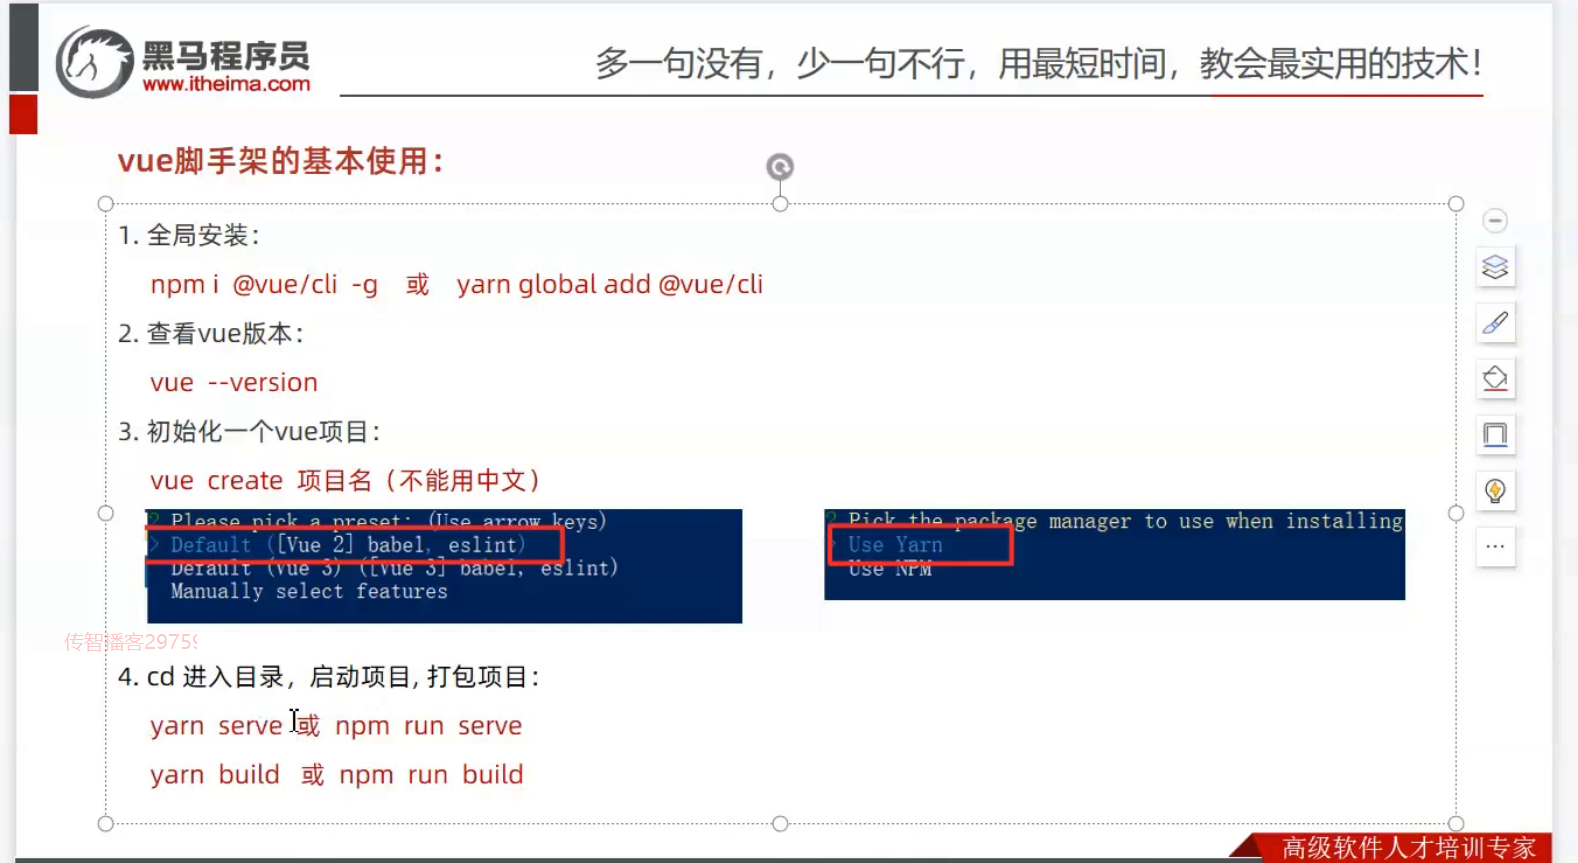 黑马程序员
www.itheima.com
多一句没有，少一句不行，用最短时间，教会最实用的技术！
vue脚手架的基本使用：
1. 全局安装：
npm i @vue/cli -g 或 yarn global add @vue/cli
2. 查看vue版本：
vue --version
3. 初始化一个vue项目：
vue create 项目名（不能用中文）
? Please pick a preset: (Use arrow keys)
> Default ([Vue 2] babel, eslint)
Default (Vue 3) ([Vue 3] babel, eslint)
Manually select features
? Pick the package manager to use when installing
> Use Yarn
Use NPM
传智播客29759
4. cd 进入目录，启动项目, 打包项目：
yarn serve 或 npm run serve
yarn build 或 npm run build
高级软件人才培训专家